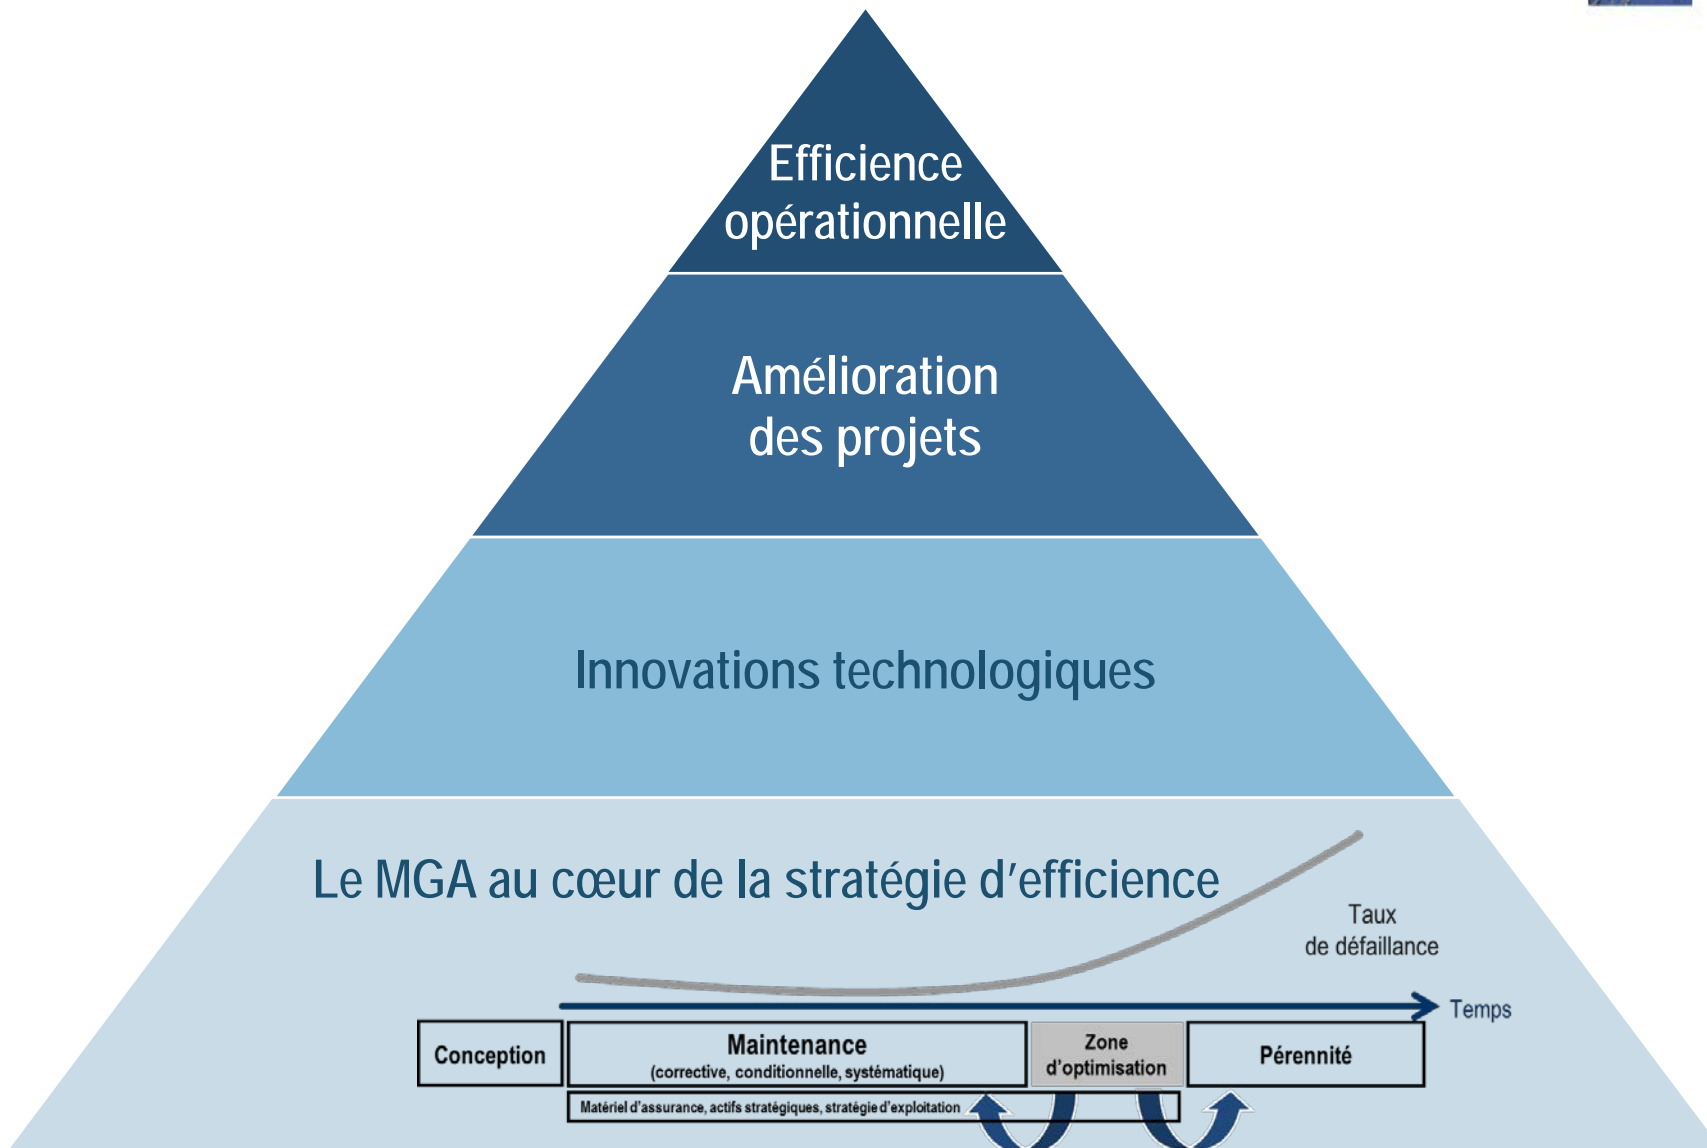 Efficience
opérationnelle
Amélioration
des projets
Innovations technologiques
Le MGA au cœur de la stratégie d'efficience
Taux
de défaillance
Temps
Conception
Maintenance
(corrective, conditionnelle, systématique)
Zone
d'optimisation
Pérennité
Matériel d'assurance, actifs stratégiques, stratégie d'exploitation